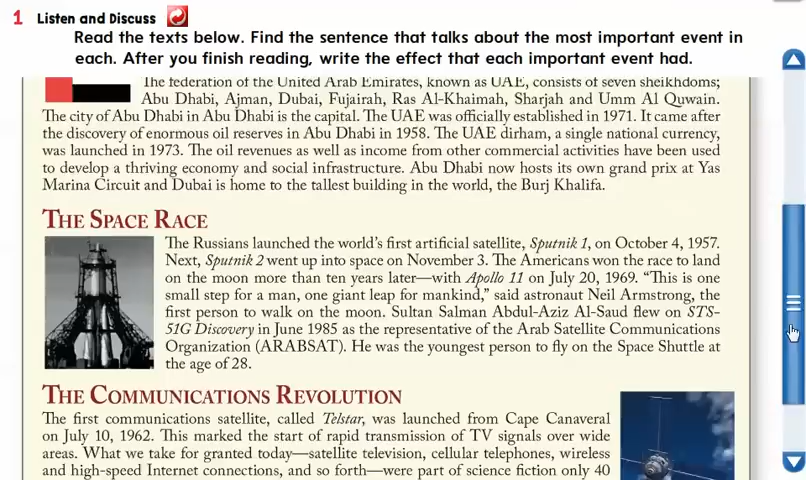 1 Listen and Discuss
Read the texts below. Find the sentence that talks about the most important event in
each. After you finish reading, write the effect that each important event had.
The federation of the United Arab Emirates, known as UAE, consists of seven sheikhdoms;
Abu Dhabi, Ajman, Dubai, Fujairah, Ras Al-Khaimah, Sharjah and Umm Al Quwain.
The city of Abu Dhabi in Abu Dhabi is the capital. The UAE was officially established in 1971. It came after
the discovery of enormous oil reserves in Abu Dhabi in 1958. The UAE dirham, a single national currency,
was launched in 1973. The oil revenues as well as income from other commercial activities have been used
to develop a thriving economy and social infrastructure. Abu Dhabi now hosts its own grand prix at Yas
Marina Circuit and Dubai is home to the tallest building in the world, the Burj Khalifa.
THE SPACE RACE
The Russians launched the world's first artificial satellite, Sputnik 1, on October 4, 1957.
Next, Sputnik 2 went up into space on November 3. The Americans won the race to land
on the moon more than ten years later—with Apollo 11 on July 20, 1969. “This is one
small step for a man, one giant leap for mankind,” said astronaut Neil Armstrong, the
first person to walk on the moon. Sultan Salman Abdul-Aziz Al-Saud flew on STS-
51G Discovery in June 1985 as the representative of the Arab Satellite Communications
Organization (ARABSAT). He was the youngest person to fly on the Space Shuttle at
the age of 28.
THE COMMUNICATIONS REVOLUTION
The first communications satellite, called Telstar, was launched from Cape Canaveral
on July 10, 1962. This marked the start of rapid transmission of TV signals over wide
areas. What we take for granted today—satellite television, cellular telephones, wireless
and high-speed Internet connections, and so forth—were part of science fiction only 40